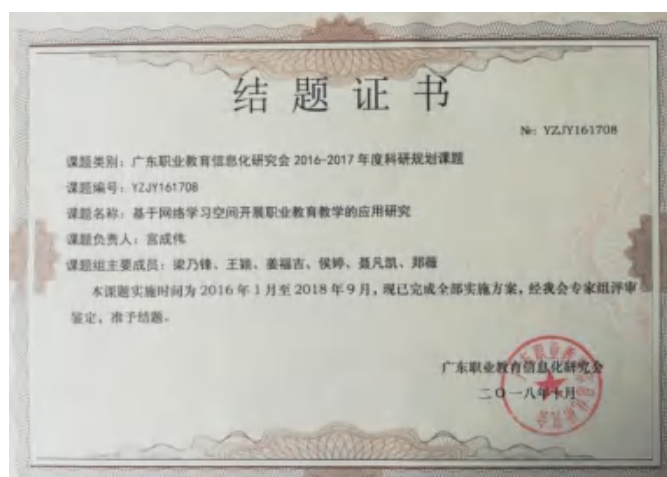 结题证书
№: YZJY161708
课题类别：广东职业教育信息化研究会 2016-2017 年度科研规划课题
课题编号：YZJY161708
课题名称：基于网络学习空间开展职业教育教学的应用研究
课题负责人：宫成伟
课题组主要成员：梁乃锋、王颖、姜福吉、侯婷、聂凡凯、郑薇
本课题实施时间为 2016 年 1 月至 2018 年 9 月，现已完成全部实施方案，经我会专家组评审
鉴定，准予结题。
广东职业教育信息化研究会
二〇一八年十月